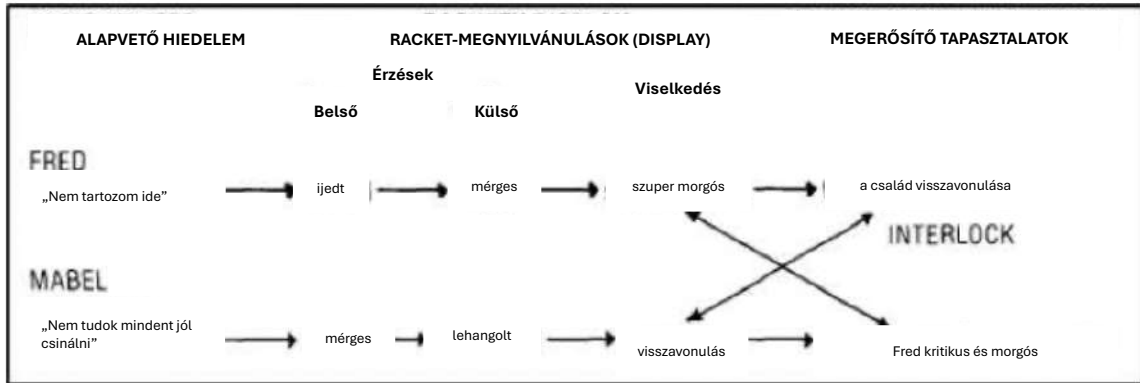 ALAPVETŐ HIEDELEM RACKET-MEGNYILVÁNULÁSOK (DISPLAY) MEGERŐSÍTŐ TAPASZTALATOK
Érzések
Viselkedés
Belső Külső
FRED
„Nem tartozom ide” ijedt mérges szuper morgós a család visszavonulása
INTERLOCK
MABEL
„Nem tudok mindent jól
csinálni” mérges lehangolt visszavonulás Fred kritikus és morgós